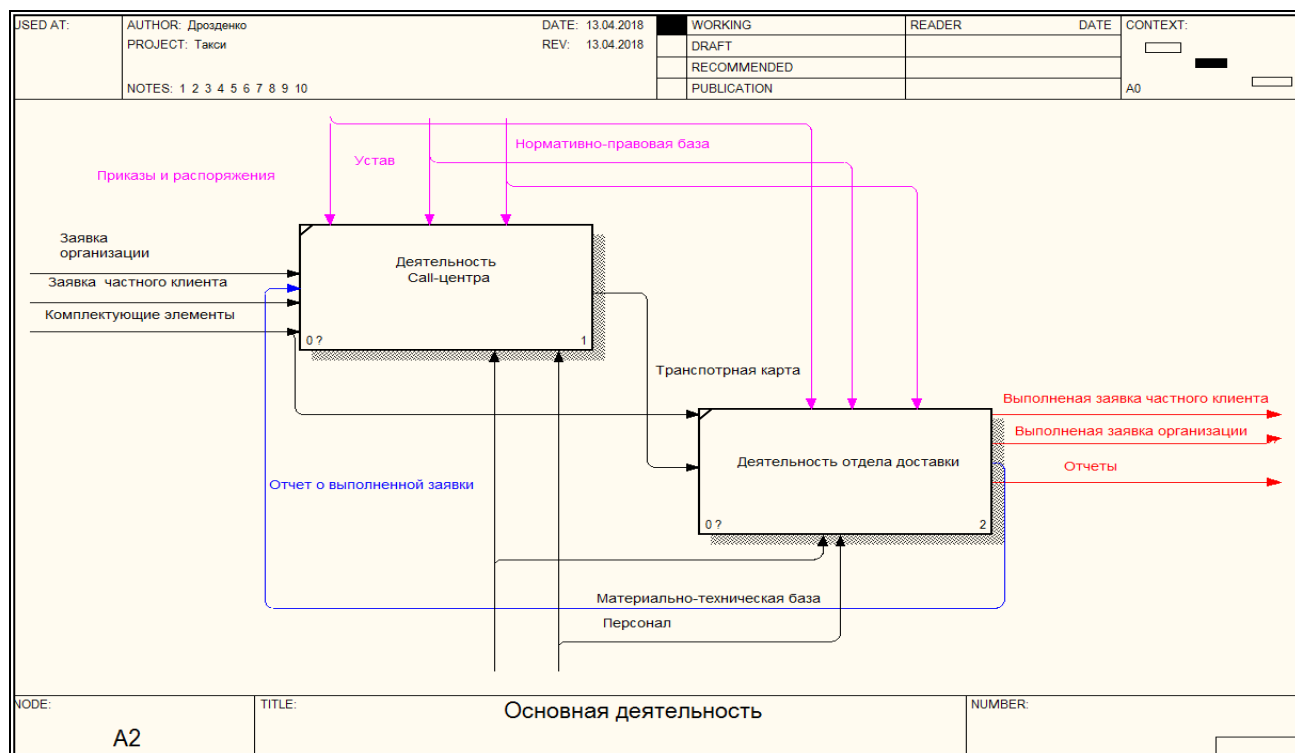 USED AT:
AUTHOR: Дрозденко
DATE: 13.04.2018
WORKING
READER
DATE
CONTEXT:
PROJECT: Такси
REV: 13.04.2018
DRAFT
RECOMMENDED
NOTES: 1 2 3 4 5 6 7 8 9 10
PUBLICATION
A0
Нормативно-правовая база
Устав
Приказы и распоряжения
Заявка
организации
Заявка частного клиента
Комплектующие элементы
Деятельность
Call-центра
0 ?
1
Транспотрная карта
Выполненая заявка частного клиента
Выполненая заявка организации
Отчеты
Деятельность отдела доставки
0 ?
2
Отчет о выполненной заявки
Материально-техническая база
Персонал
NODE:
TITLE:
Основная деятельность
NUMBER:
A2